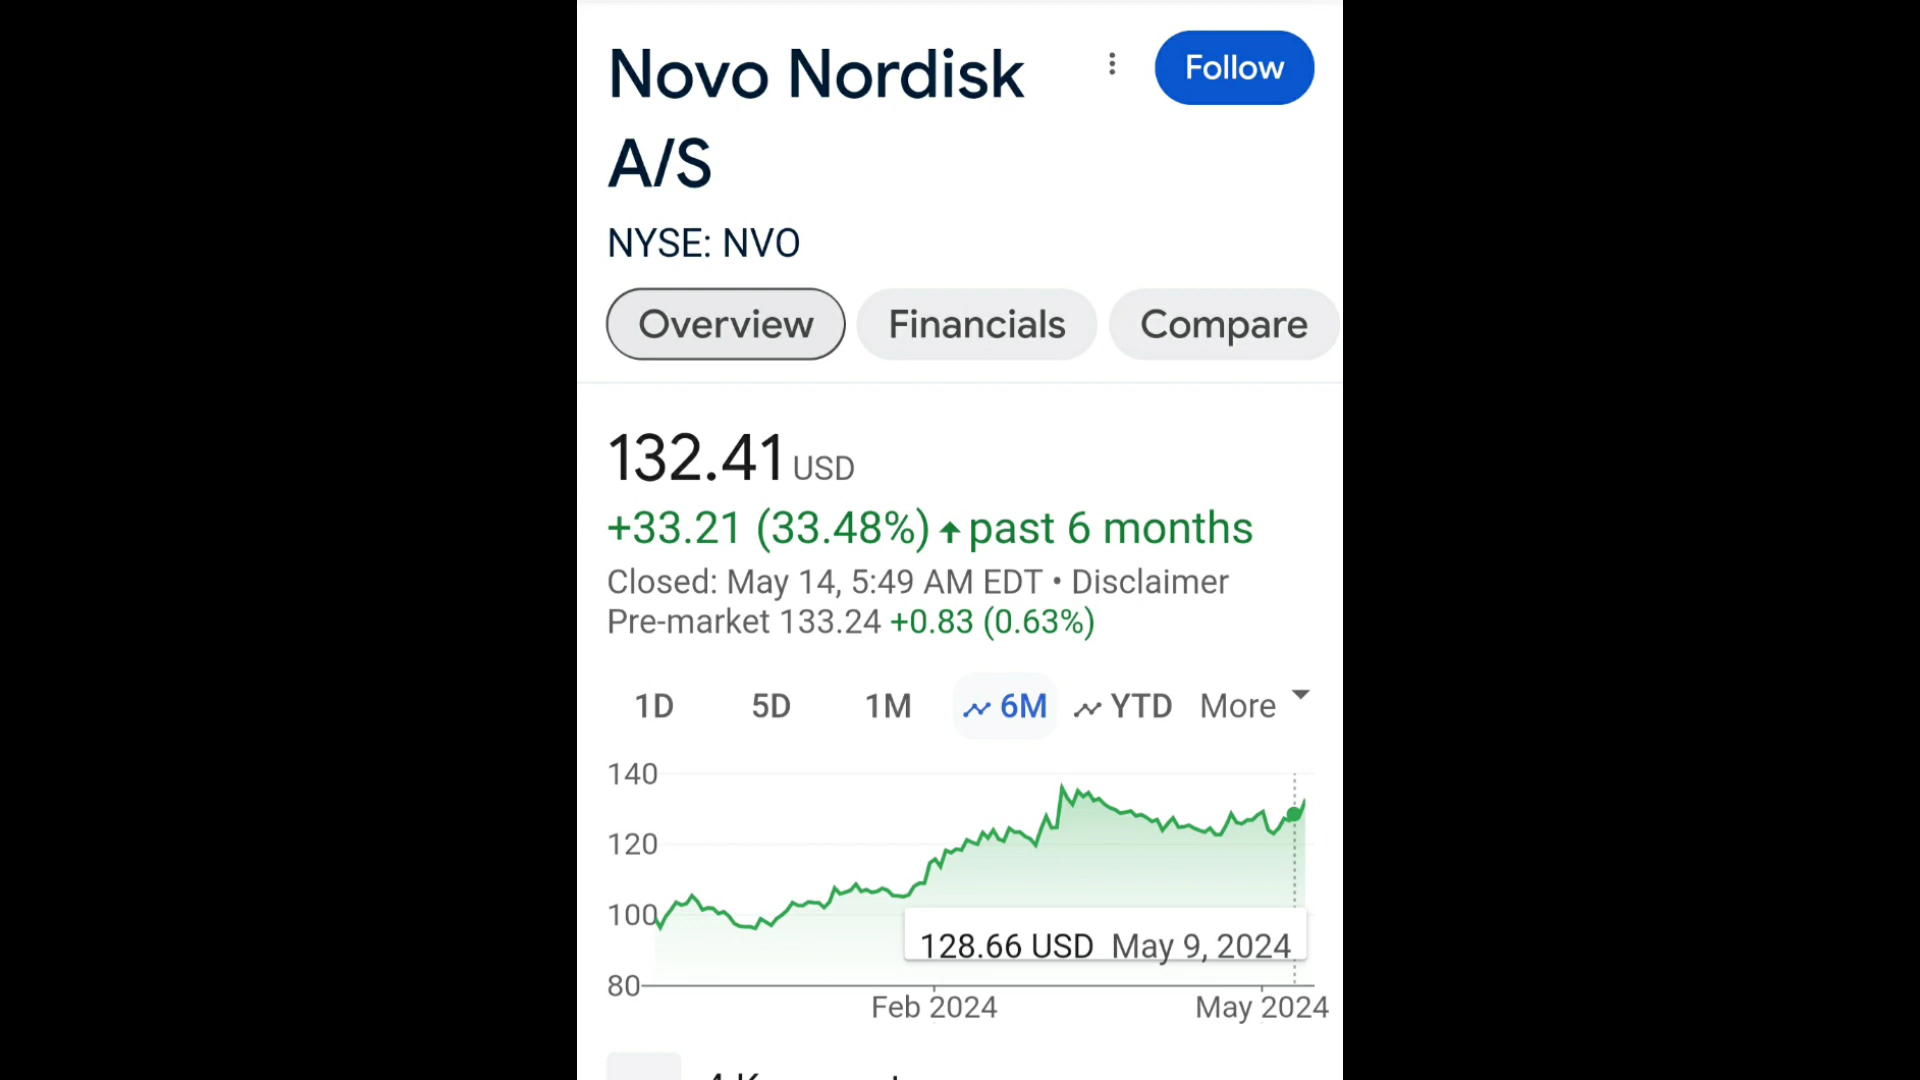 Novo Nordisk
A/S
Follow
NYSE: NVO
Overview Financials Compare
132.41 USD
+33.21 (33.48%) past 6 months
Closed: May 14, 5:49 AM EDT • Disclaimer
Pre-market 133.24 +0.83 (0.63%)
1D 5D 1M 6M YTD More
140
120
100
128.66 USD May 9, 2024
80
Feb 2024 May 2024